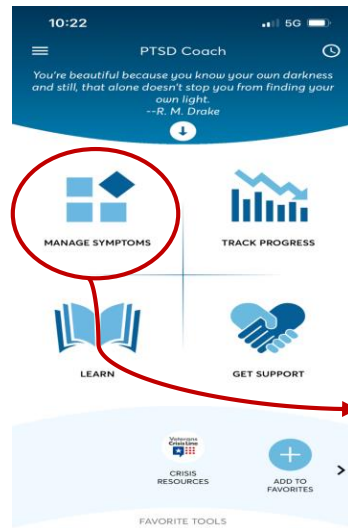 10:22
5G
PTSD Coach
You're beautiful because you know your own darkness
and still, that alone doesn't stop you from finding your
own light.
--R. M. Drake
MANAGE SYMPTOMS
TRACK PROGRESS
LEARN
GET SUPPORT
Veterans
Crisis Line
CRISIS
RESOURCES
ADD TO
FAVORITES
FAVORITE TOOLS